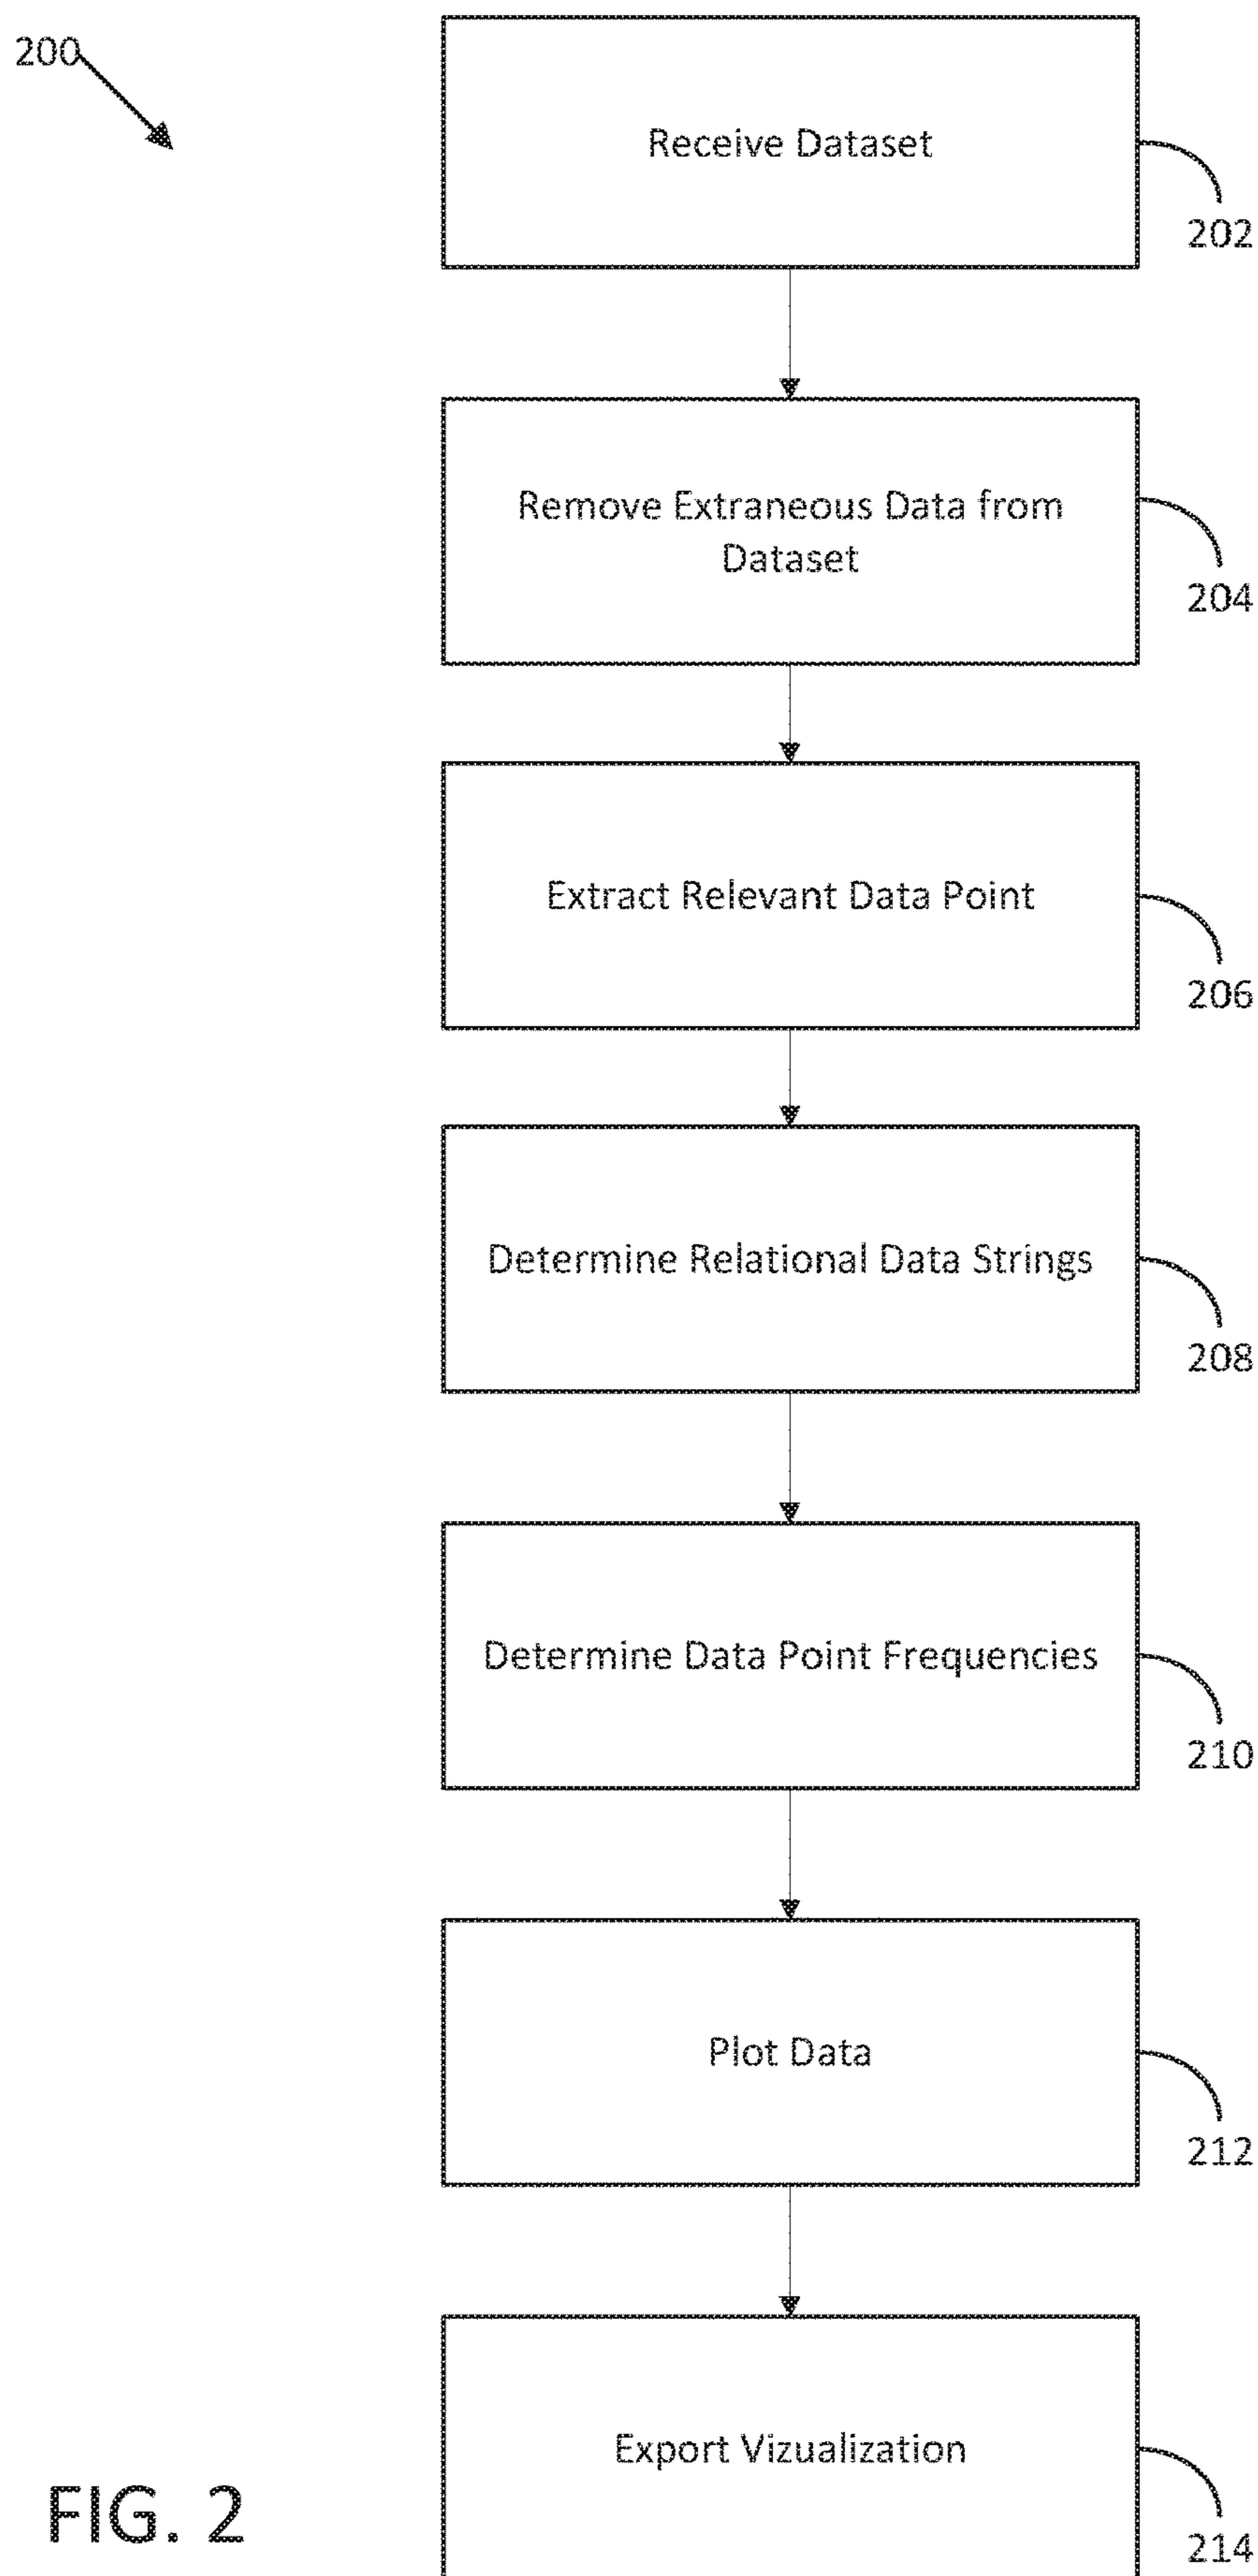 200
Receive Dataset
202
Remove Extraneous Data from
Dataset
204
Extract Relevant Data Point
206
Determine Relational Data Strings
208
Determine Data Point Frequencies
210
Plot Data
212
Export Vizualization
214
FIG. 2